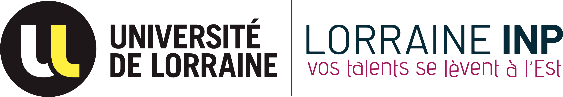 UNIVERSITÉ
DE LORRAINE
LORRAINE INP
vos talents se lèvent à l'Est